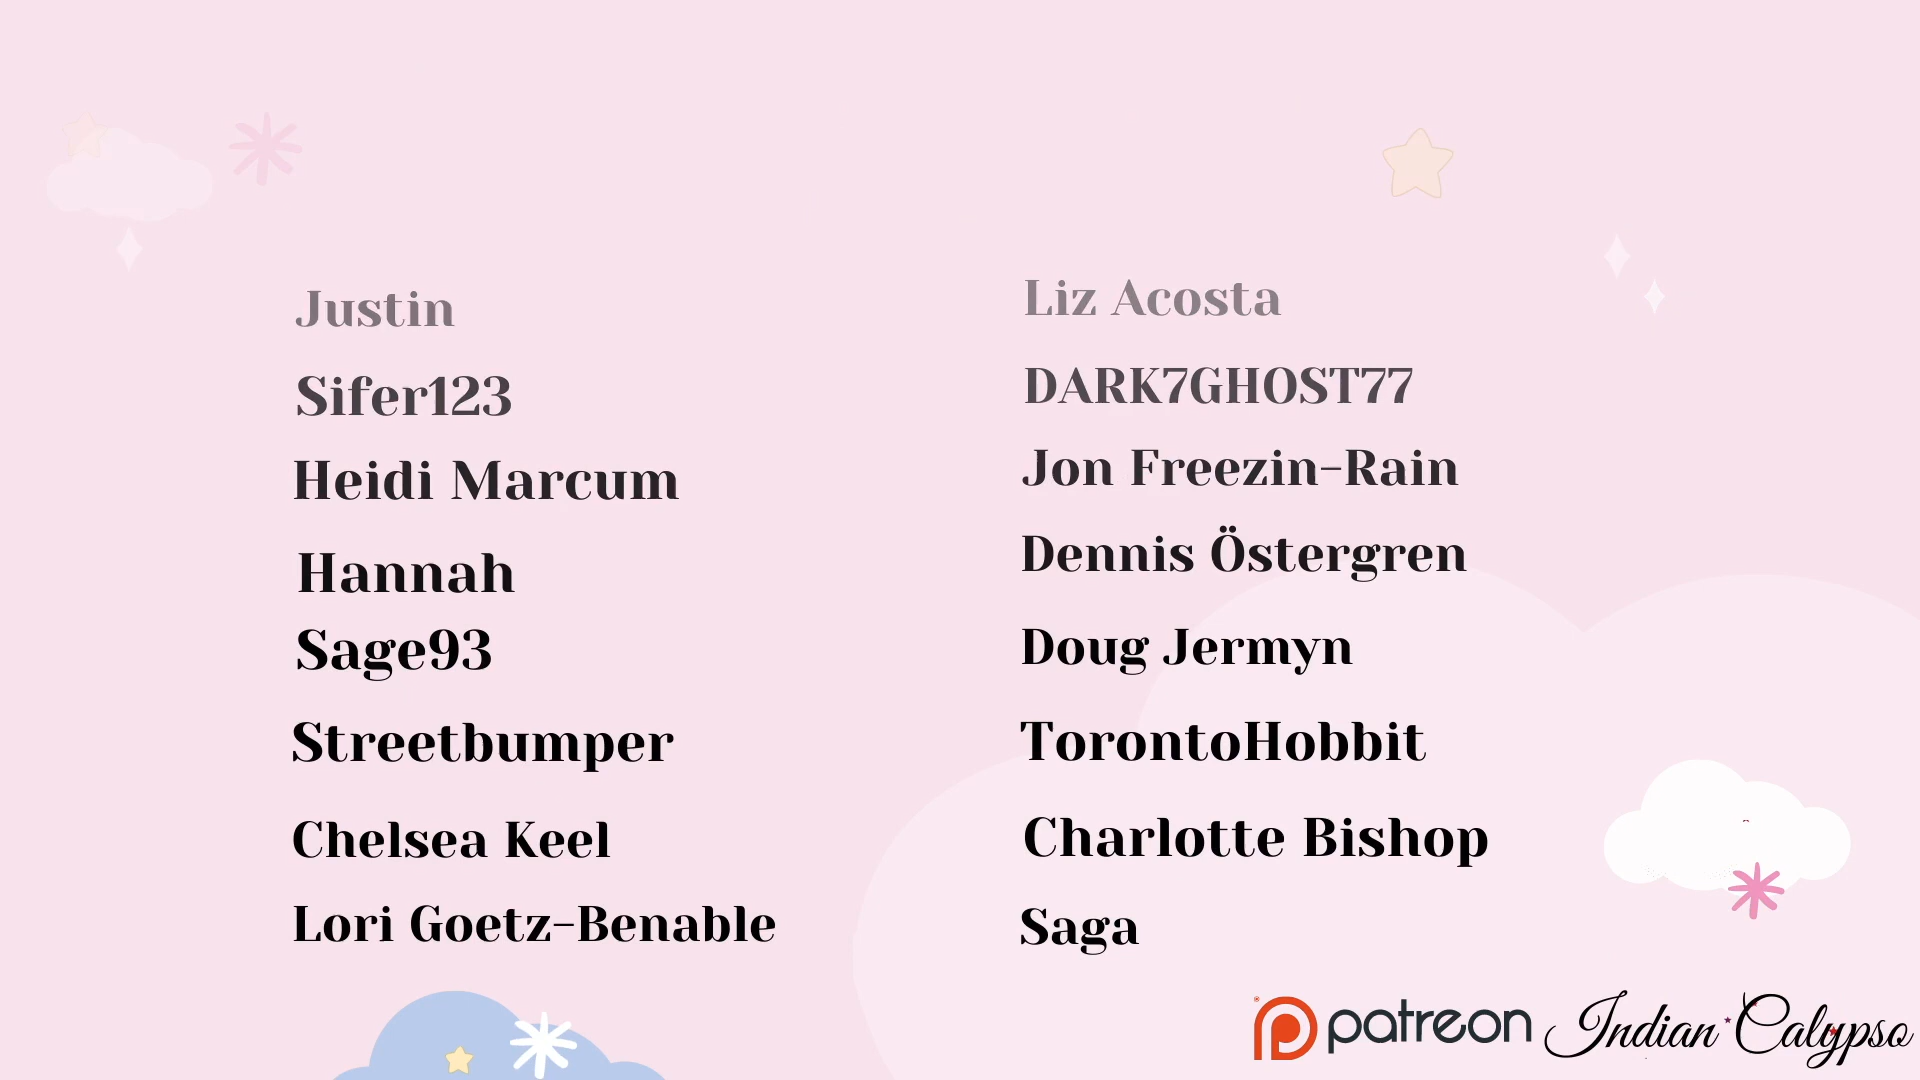 Justin
Sifer123
Heidi Marcum
Hannah
Sage93
Streetbumper
Chelsea Keel
Lori Goetz-Benable
Liz Acosta
DARK7GHOST77
Jon Freezin-Rain
Dennis Östergren
Doug Jermyn
TorontoHobbit
Charlotte Bishop
Saga
patreon Indian Calypso